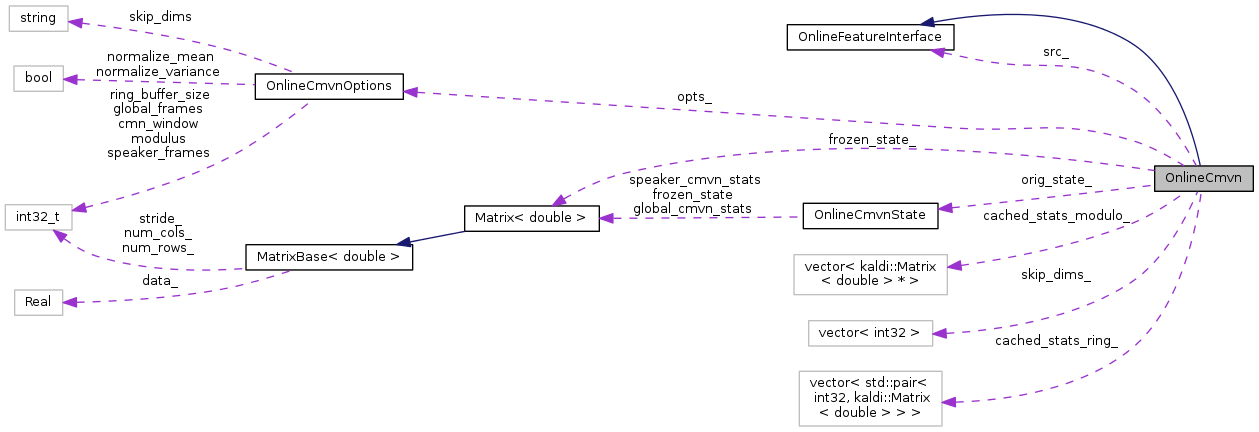 string
skip_dims
OnlineFeatureInterface
src_
bool
normalize_mean
normalize_variance
OnlineCmvnOptions
opts_
ring_buffer_size
global_frames
cmn_window
modulus
speaker_frames
frozen_state_
OnlineCmvn
int32_t
stride_
num_cols_
num_rows_
Matrix< double >
speaker_cmvn_stats
frozen_state
global_cmvn_stats
OnlineCmvnState
orig_state_
cached_stats_modulo_
MatrixBase< double >
vector< kaldi::Matrix
< double > * >
skip_dims_
Real
data_
vector< int32 >
cached_stats_ring_
vector< std::pair<
int32, kaldi::Matrix
< double > > >